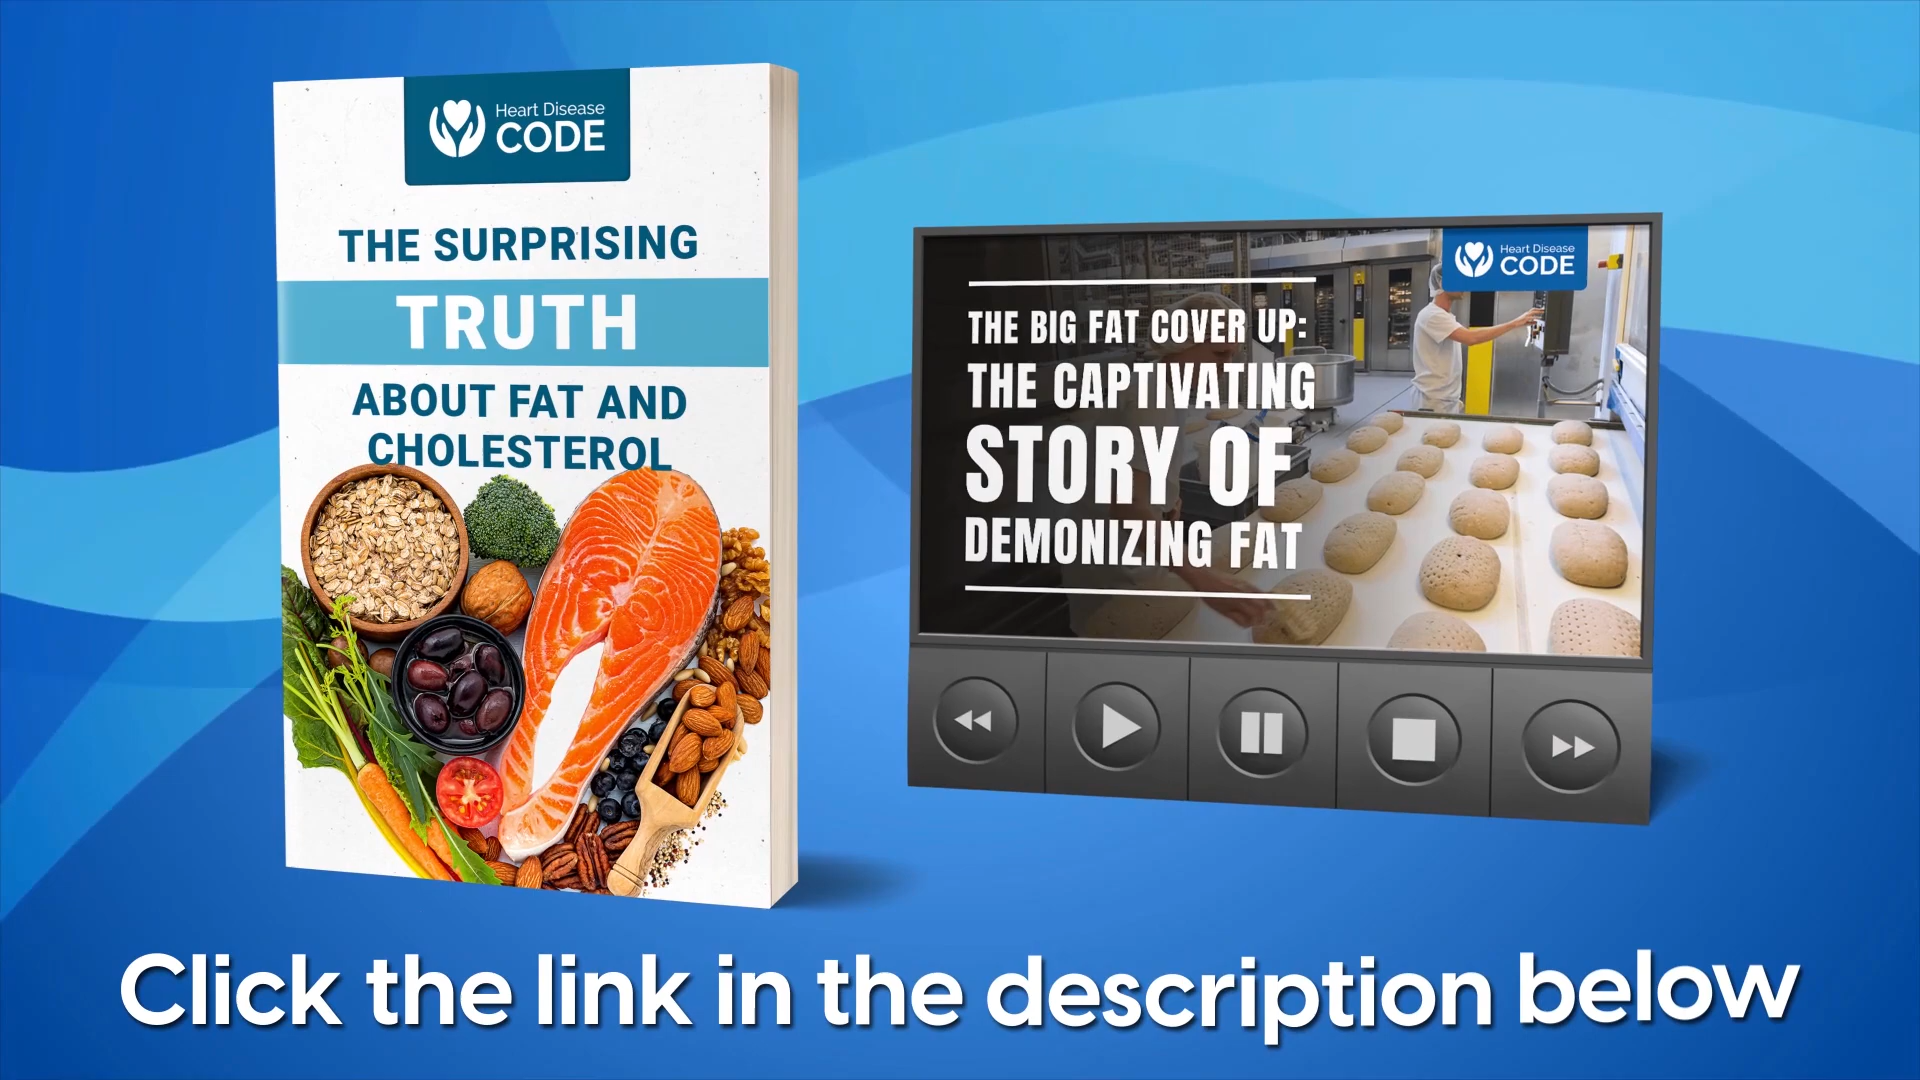 Heart Disease
CODE
THE SURPRISING
TRUTH
ABOUT FAT AND
CHOLESTEROL
Heart Disease
CODE
THE BIG FAT COVER UP:
THE CAPTIVATING
STORY OF
DEMONIZING FAT
Click the link in the description below